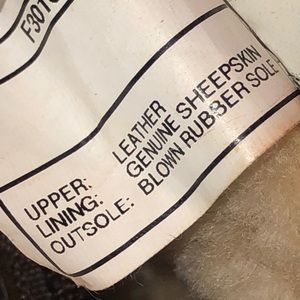 UPPER: LEATHER
LINING: GENUINE SHEEPSKIN
OUTSOLE: BLOWN RUBBER SOLE